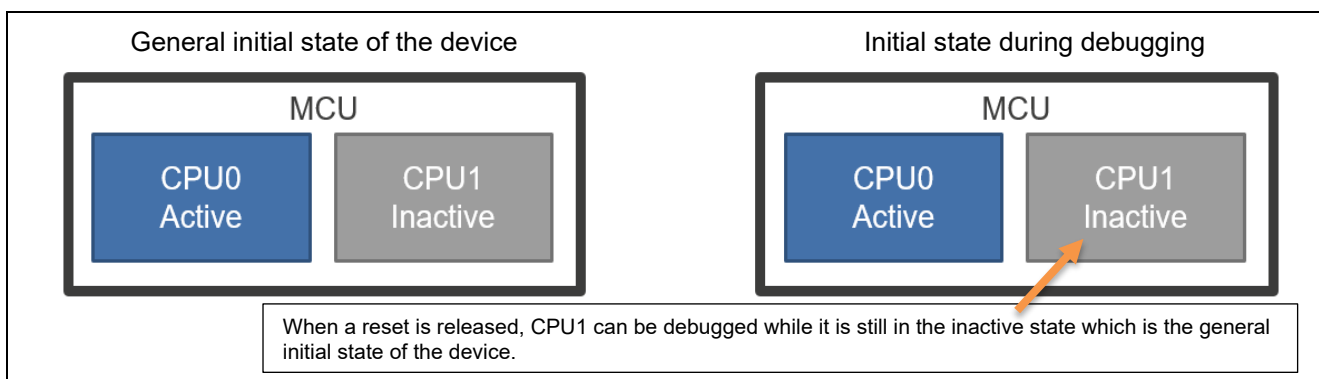 General initial state of the device
MCU
CPU0
Active
CPU1
Inactive
Initial state during debugging
MCU
CPU0
Active
CPU1
Inactive
When a reset is released, CPU1 can be debugged while it is still in the inactive state which is the general
initial state of the device.